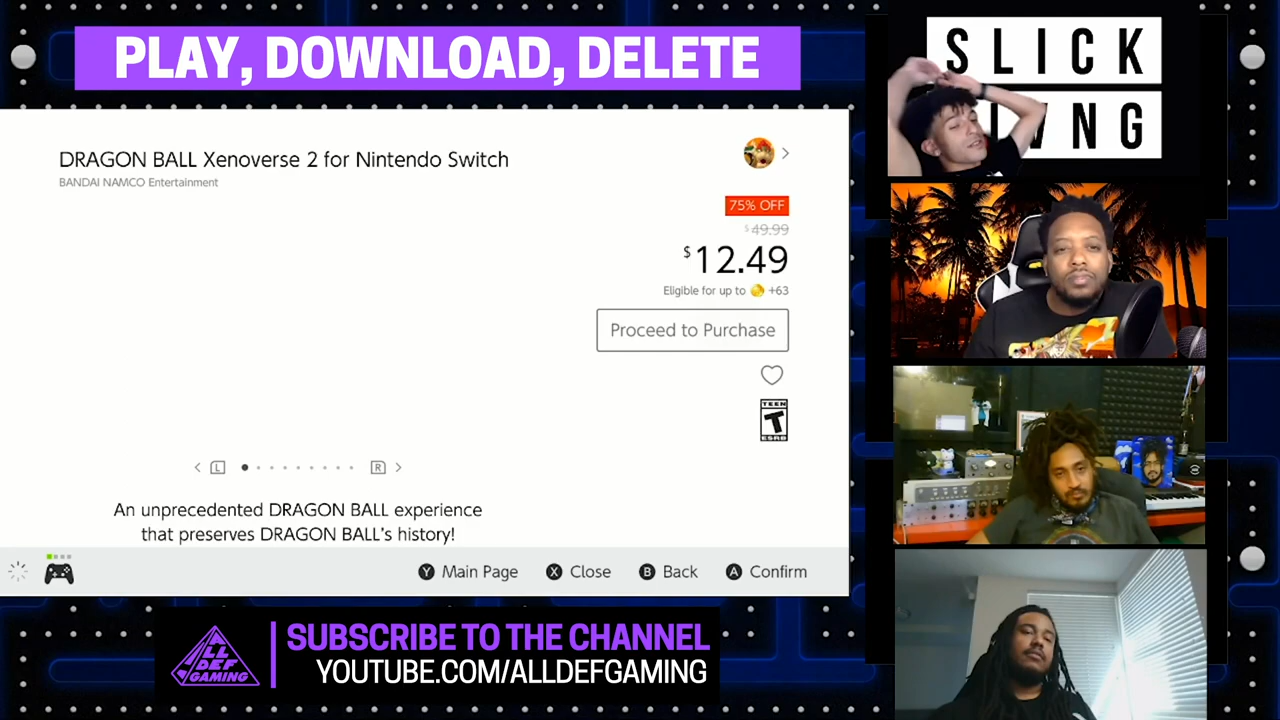 PLAY, DOWNLOAD, DELETE
DRAGON BALL Xenoverse 2 for Nintendo Switch
BANDAI NAMCO Entertainment
75% OFF
$49.99
$12.49
Eligible for up to +63
Proceed to Purchase
TEEN
T
ESRB
L
R
An unprecedented DRAGON BALL experience
that preserves DRAGON BALL's history!
Y Main Page X Close B Back A Confirm
ALL
DEF
GAMING
SUBSCRIBE TO THE CHANNEL
YOUTUBE.COM/ALLDEFGAMING
SLICK
VNG